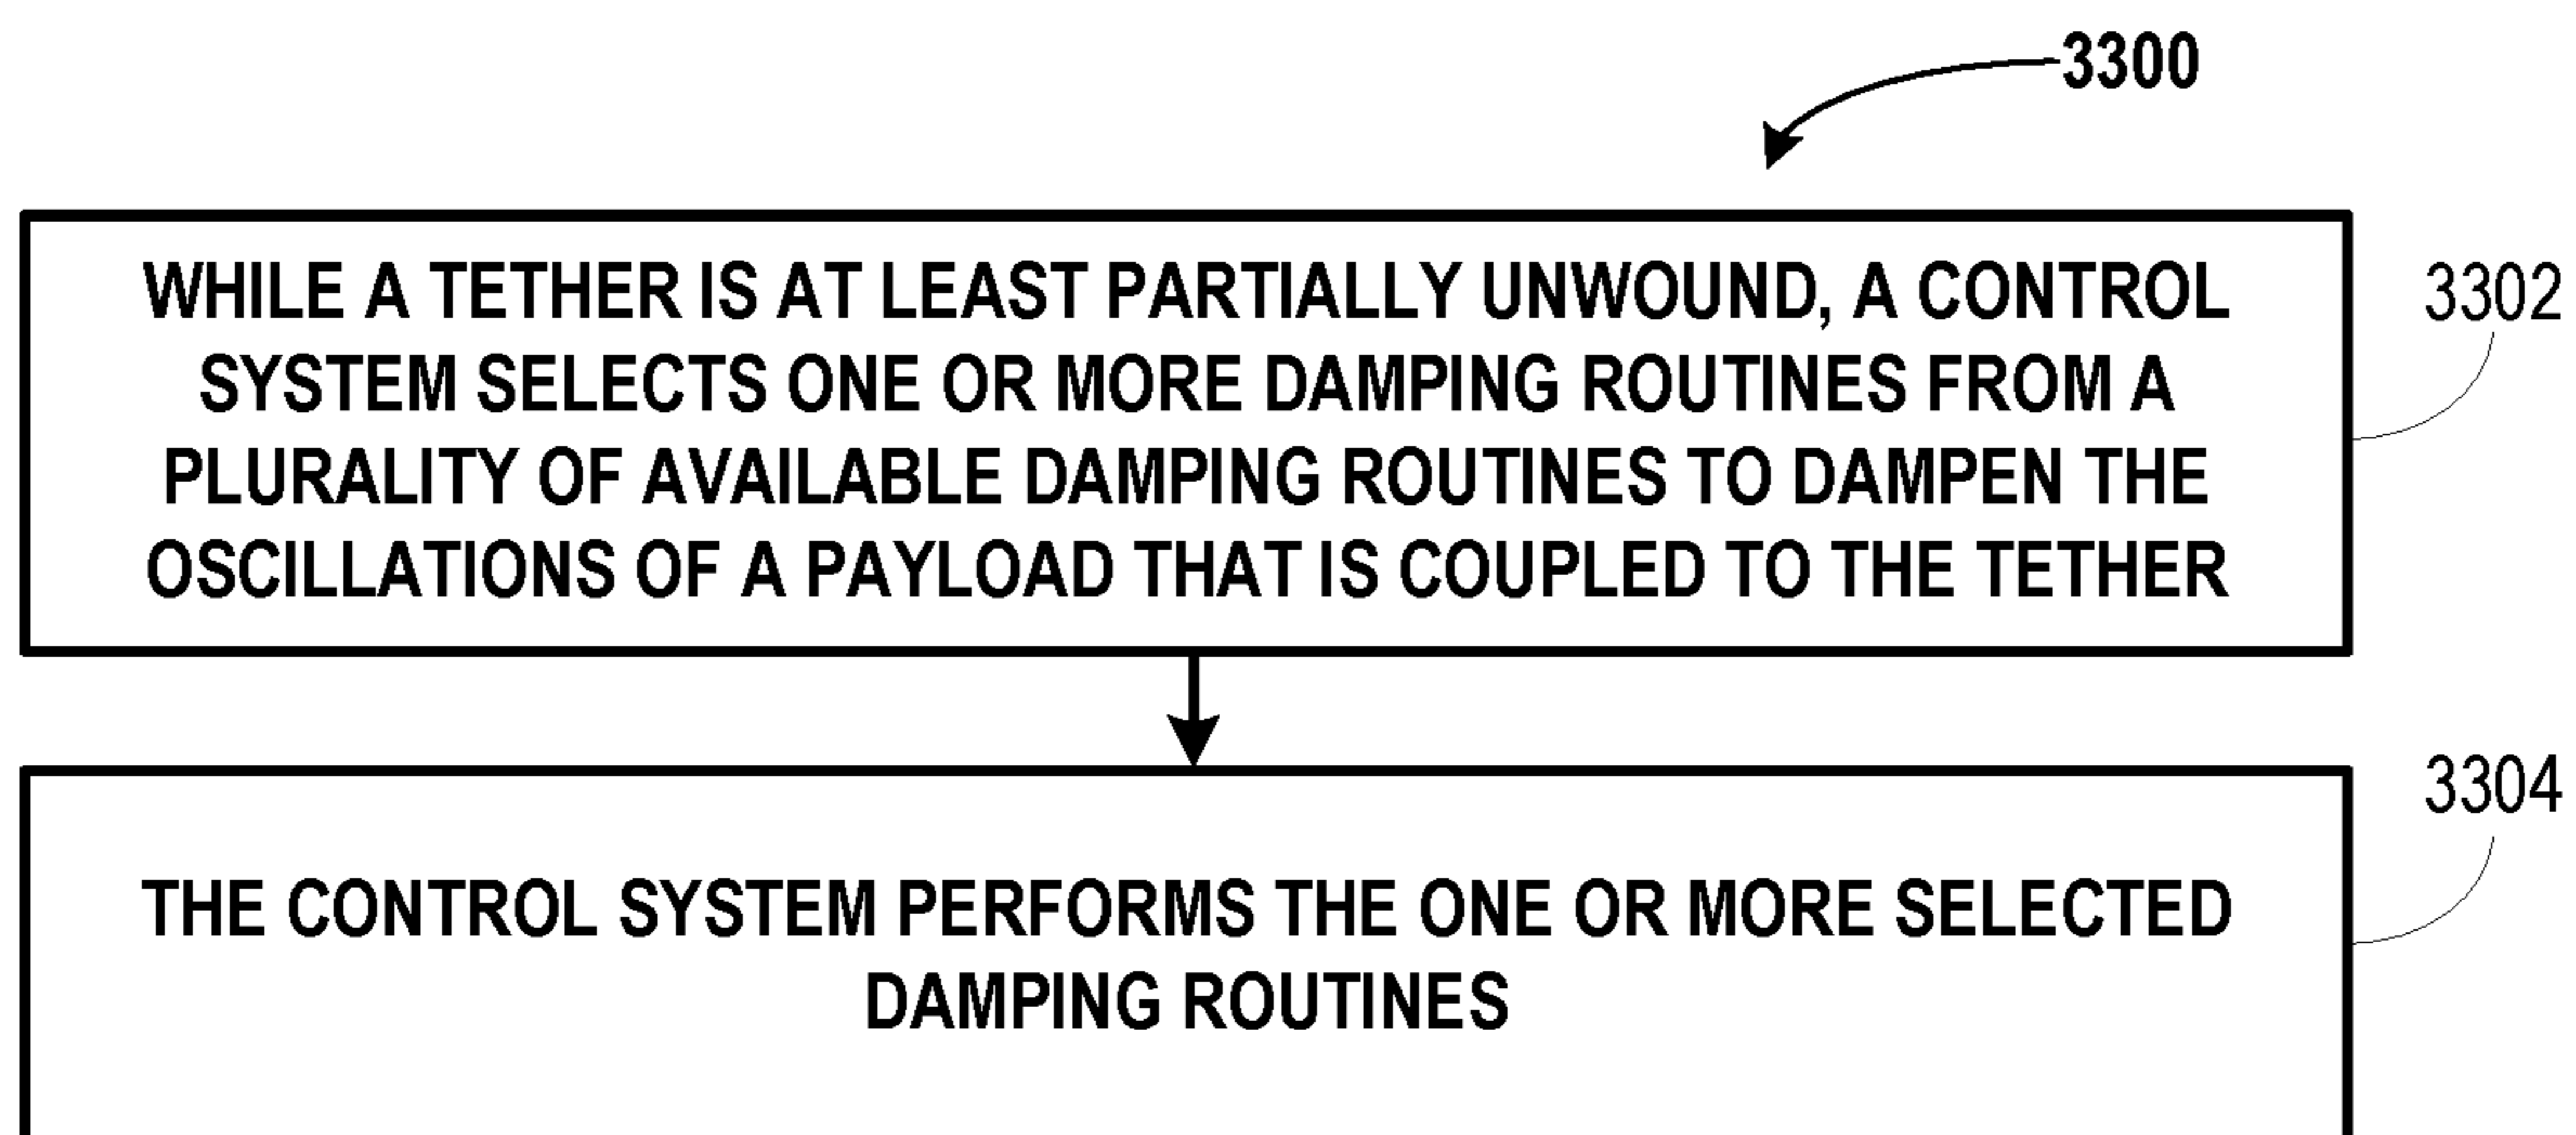 3300
WHILE A TETHER IS AT LEAST PARTIALLY UNWOUND, A CONTROL
SYSTEM SELECTS ONE OR MORE DAMPING ROUTINES FROM A
PLURALITY OF AVAILABLE DAMPING ROUTINES TO DAMPEN THE
OSCILLATIONS OF A PAYLOAD THAT IS COUPLED TO THE TETHER
3302
3304
THE CONTROL SYSTEM PERFORMS THE ONE OR MORE SELECTED
DAMPING ROUTINES